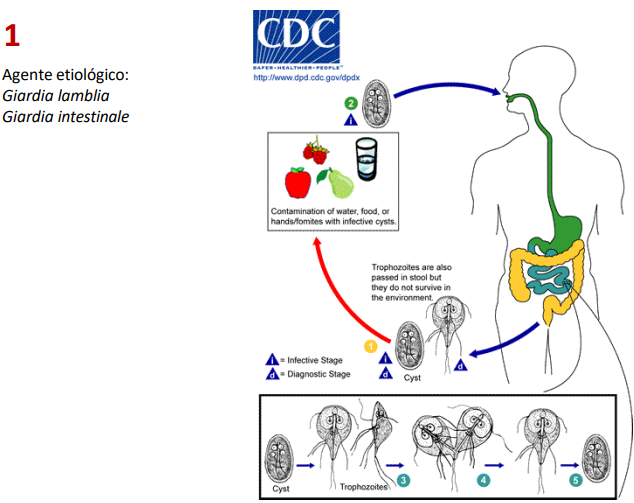 1
Agente etiológico:
Giardia lamblia
Giardia intestinale
CDC
SAFER·HEALTHIER·PEOPLE™
http://www.dpd.cdc.gov/dpdx
2
i
Contamination of water, food, or
hands/fomites with infective cysts.
Trophozoites are also
passed in stool but
they do not survive in
the environment.
1
i
d
d
Cyst
i = Infective Stage
d = Diagnostic Stage
Cyst
Trophozoites
3
4
5
Cyst